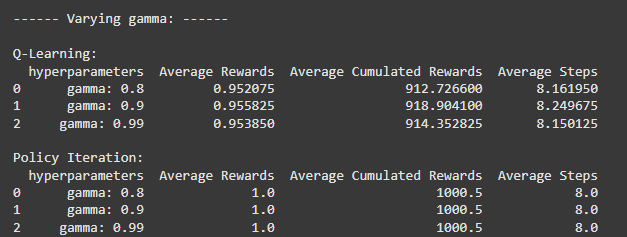 ------ Varying gamma: ------
Q-Learning:
hyperparameters Average Rewards Average Cumulated Rewards Average Steps
0 gamma: 0.8 0.952075 912.726600 8.161950
1 gamma: 0.9 0.955825 918.904100 8.249675
2 gamma: 0.99 0.953850 914.352825 8.150125
Policy Iteration:
hyperparameters Average Rewards Average Cumulated Rewards Average Steps
0 gamma: 0.8 1.0 1000.5 8.0
1 gamma: 0.9 1.0 1000.5 8.0
2 gamma: 0.99 1.0 1000.5 8.0